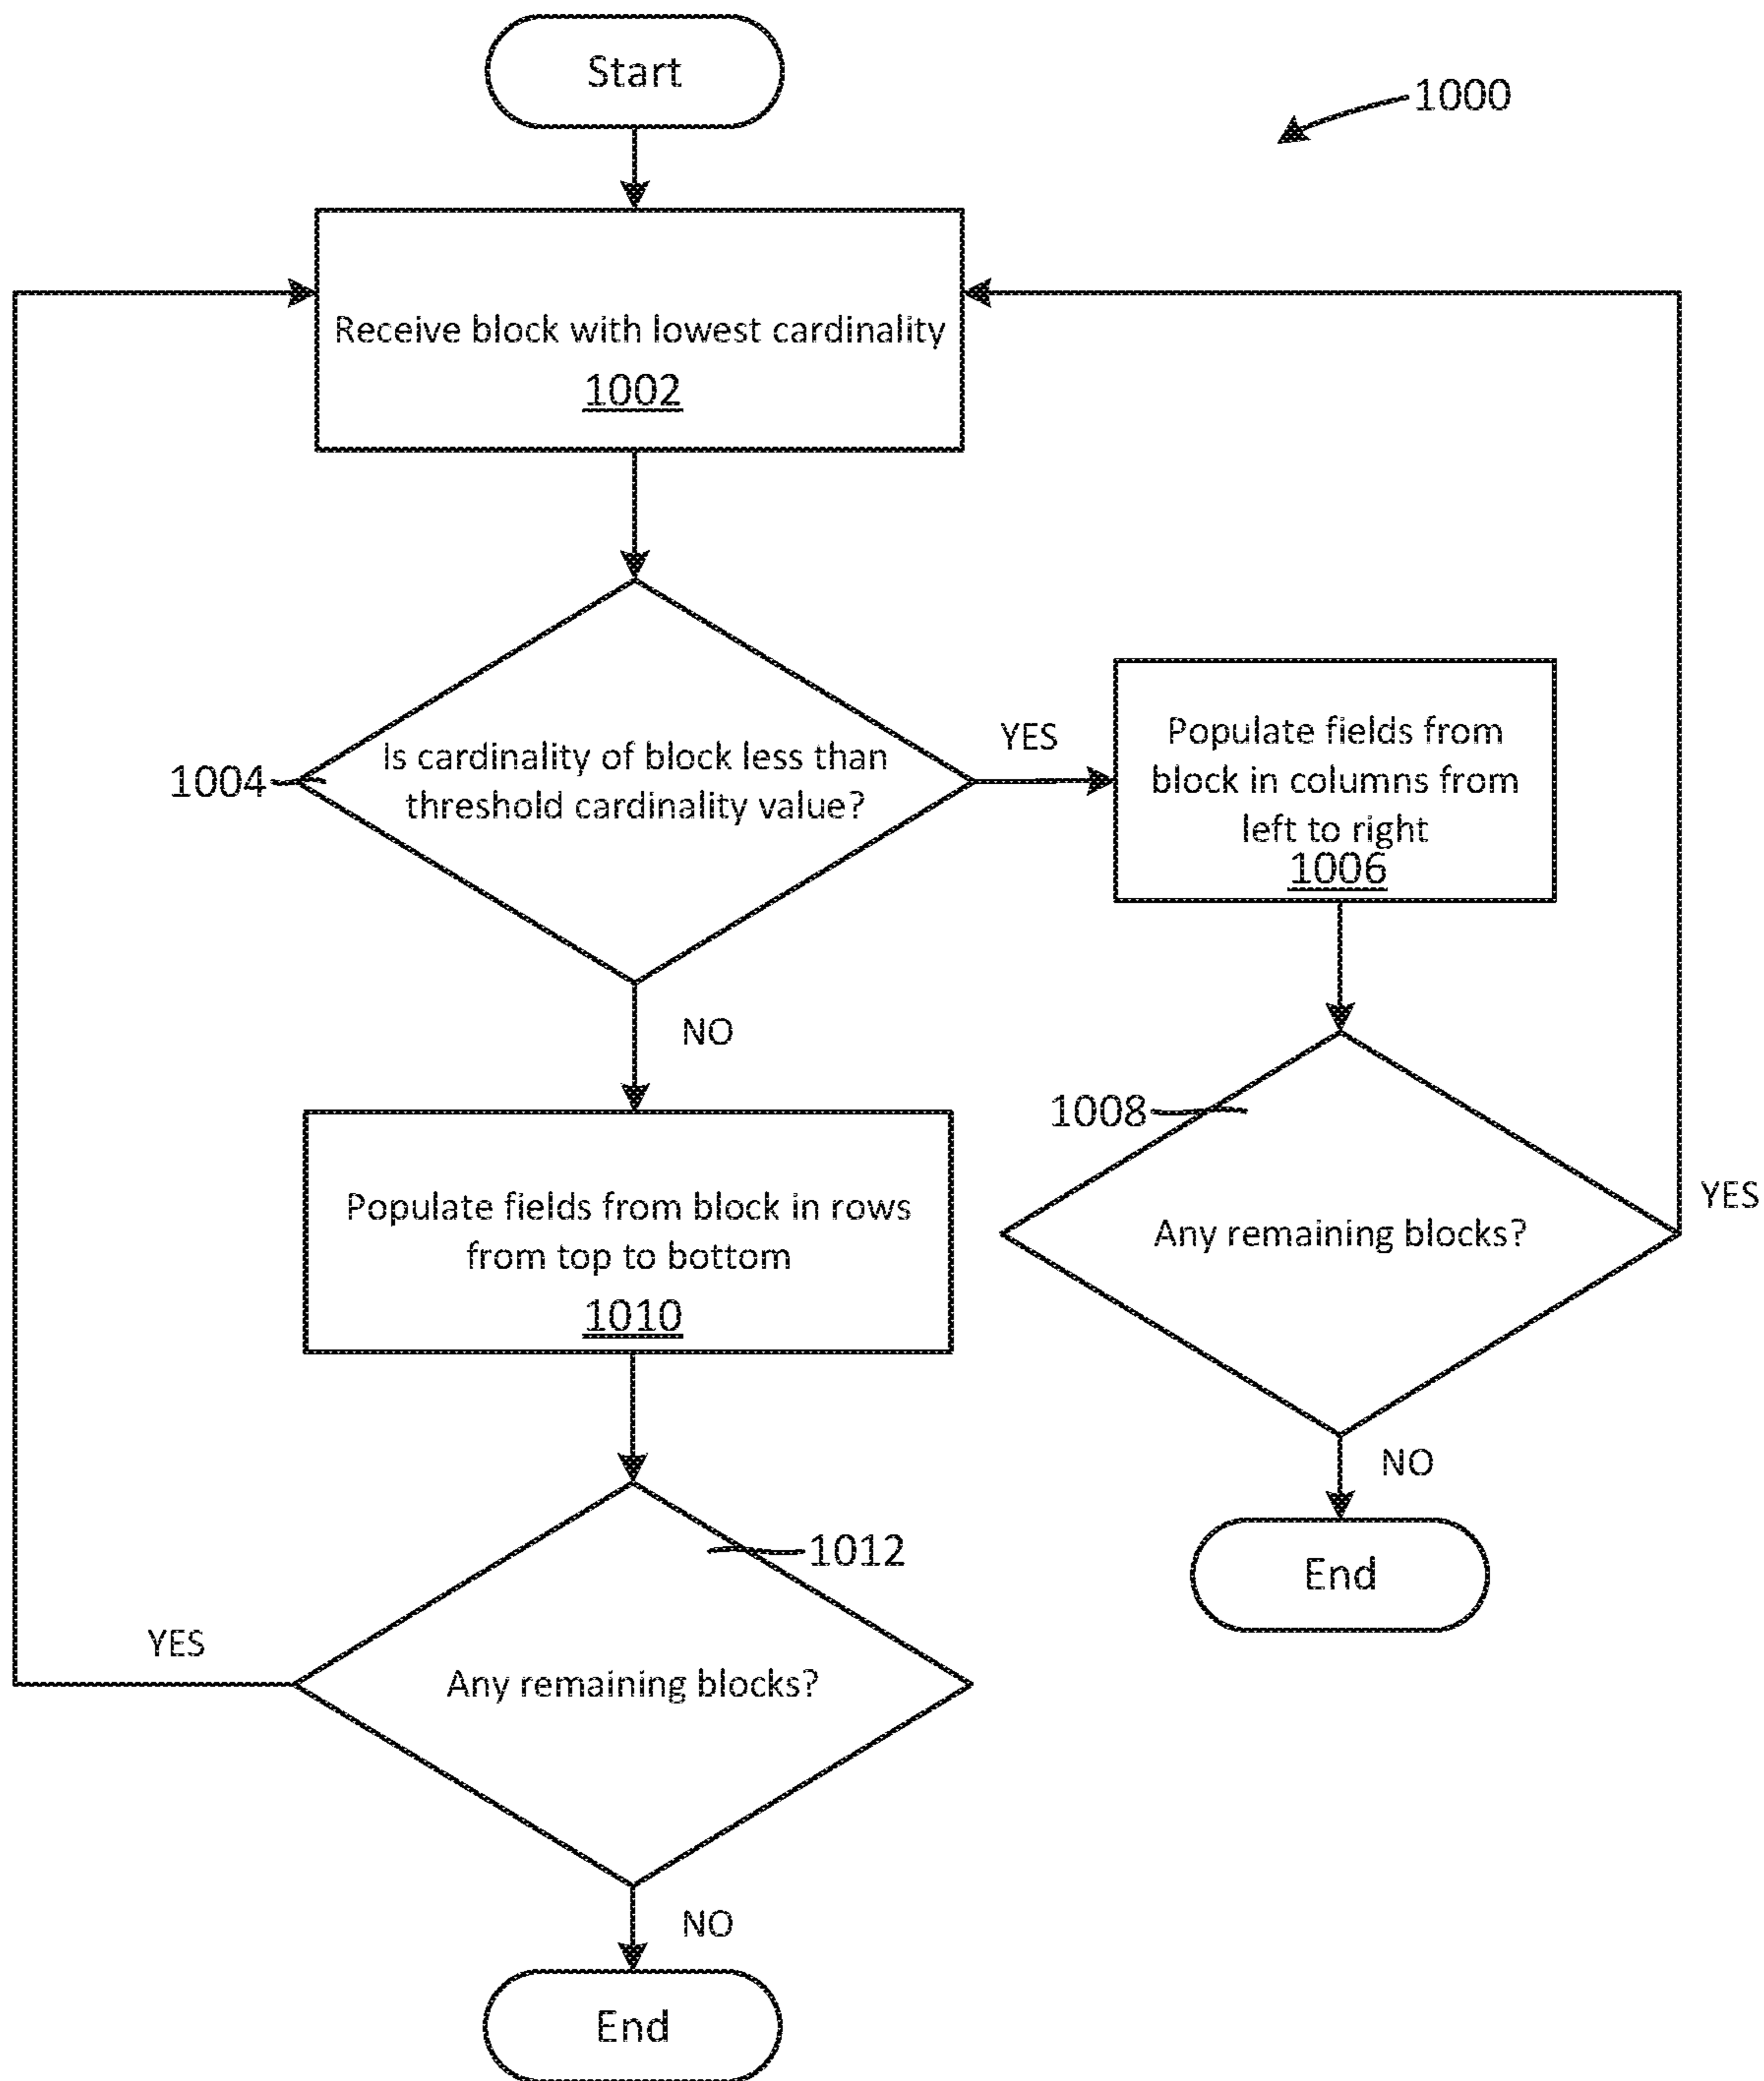 Start
1000
Receive block with lowest cardinality
1002
1004
Is cardinality of block less than
threshold cardinality value?
YES
Populate fields from
block in columns from
left to right
1006
NO
1008
Any remaining blocks?
YES
NO
End
Populate fields from block in rows
from top to bottom
1010
1012
Any remaining blocks?
YES
NO
End